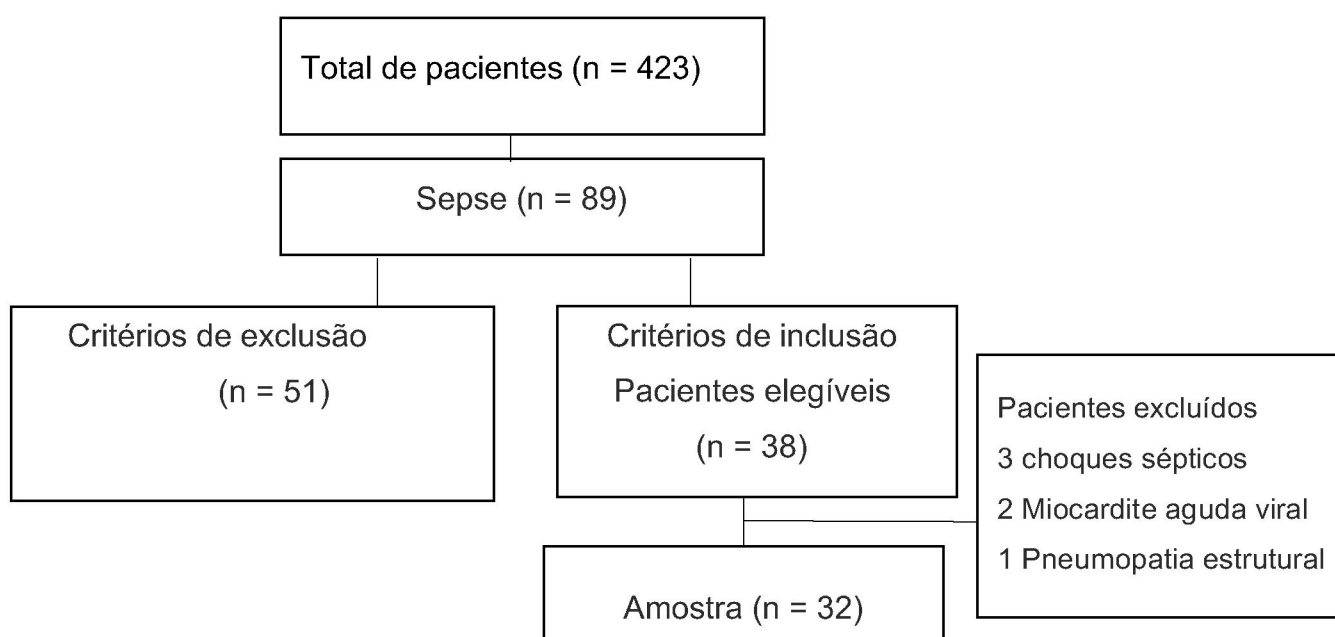 Total de pacientes (n = 423)
Sepse (n = 89)
Critérios de exclusão
(n = 51)
Critérios de inclusão
Pacientes elegíveis
(n = 38)
Pacientes excluídos
3 choques sépticos
2 Miocardite aguda viral
1 Pneumopatia estrutural
Amostra (n = 32)